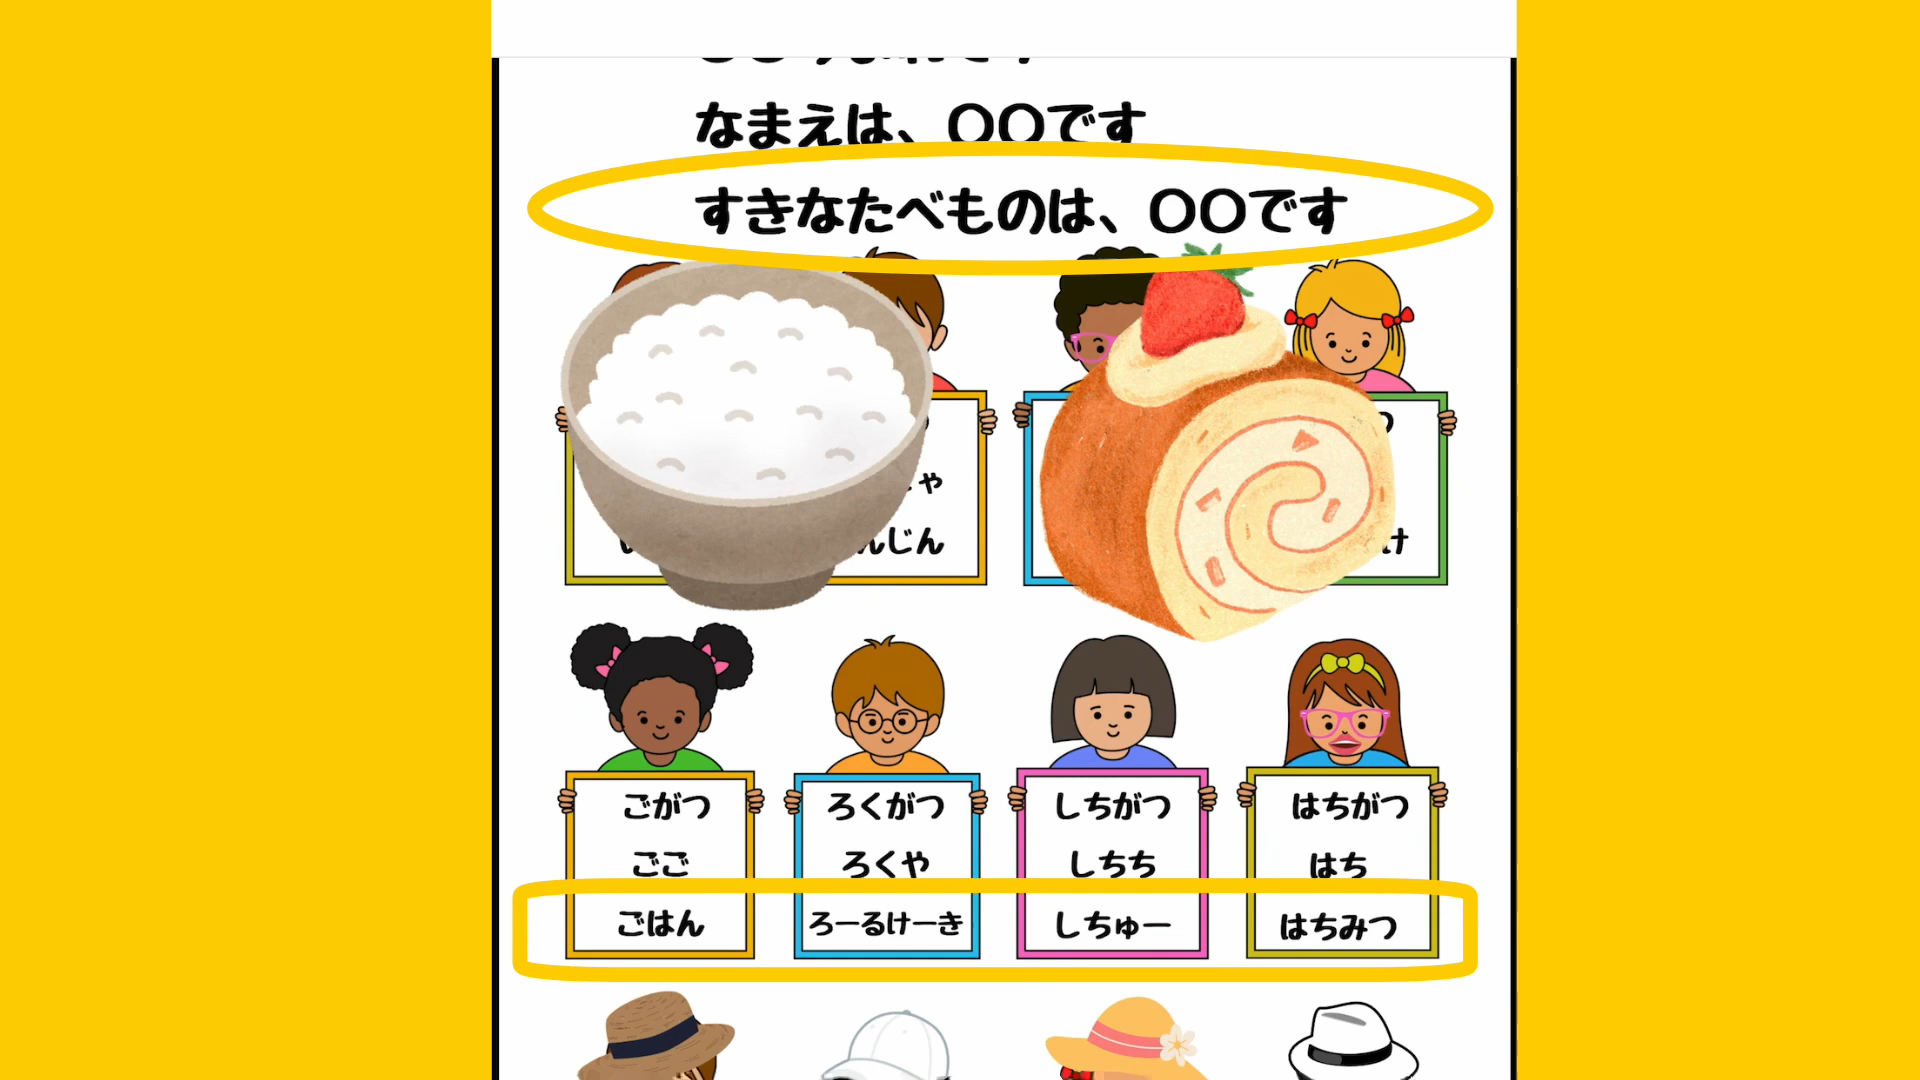 なまえは、〇〇です
すきなたべものは、〇〇です
ごがつ
ごご
ごはん
ろくがつ
ろくや
ろーるけーき
しちがつ
しちち
しちゅー
はちがつ
はち
はちみつ